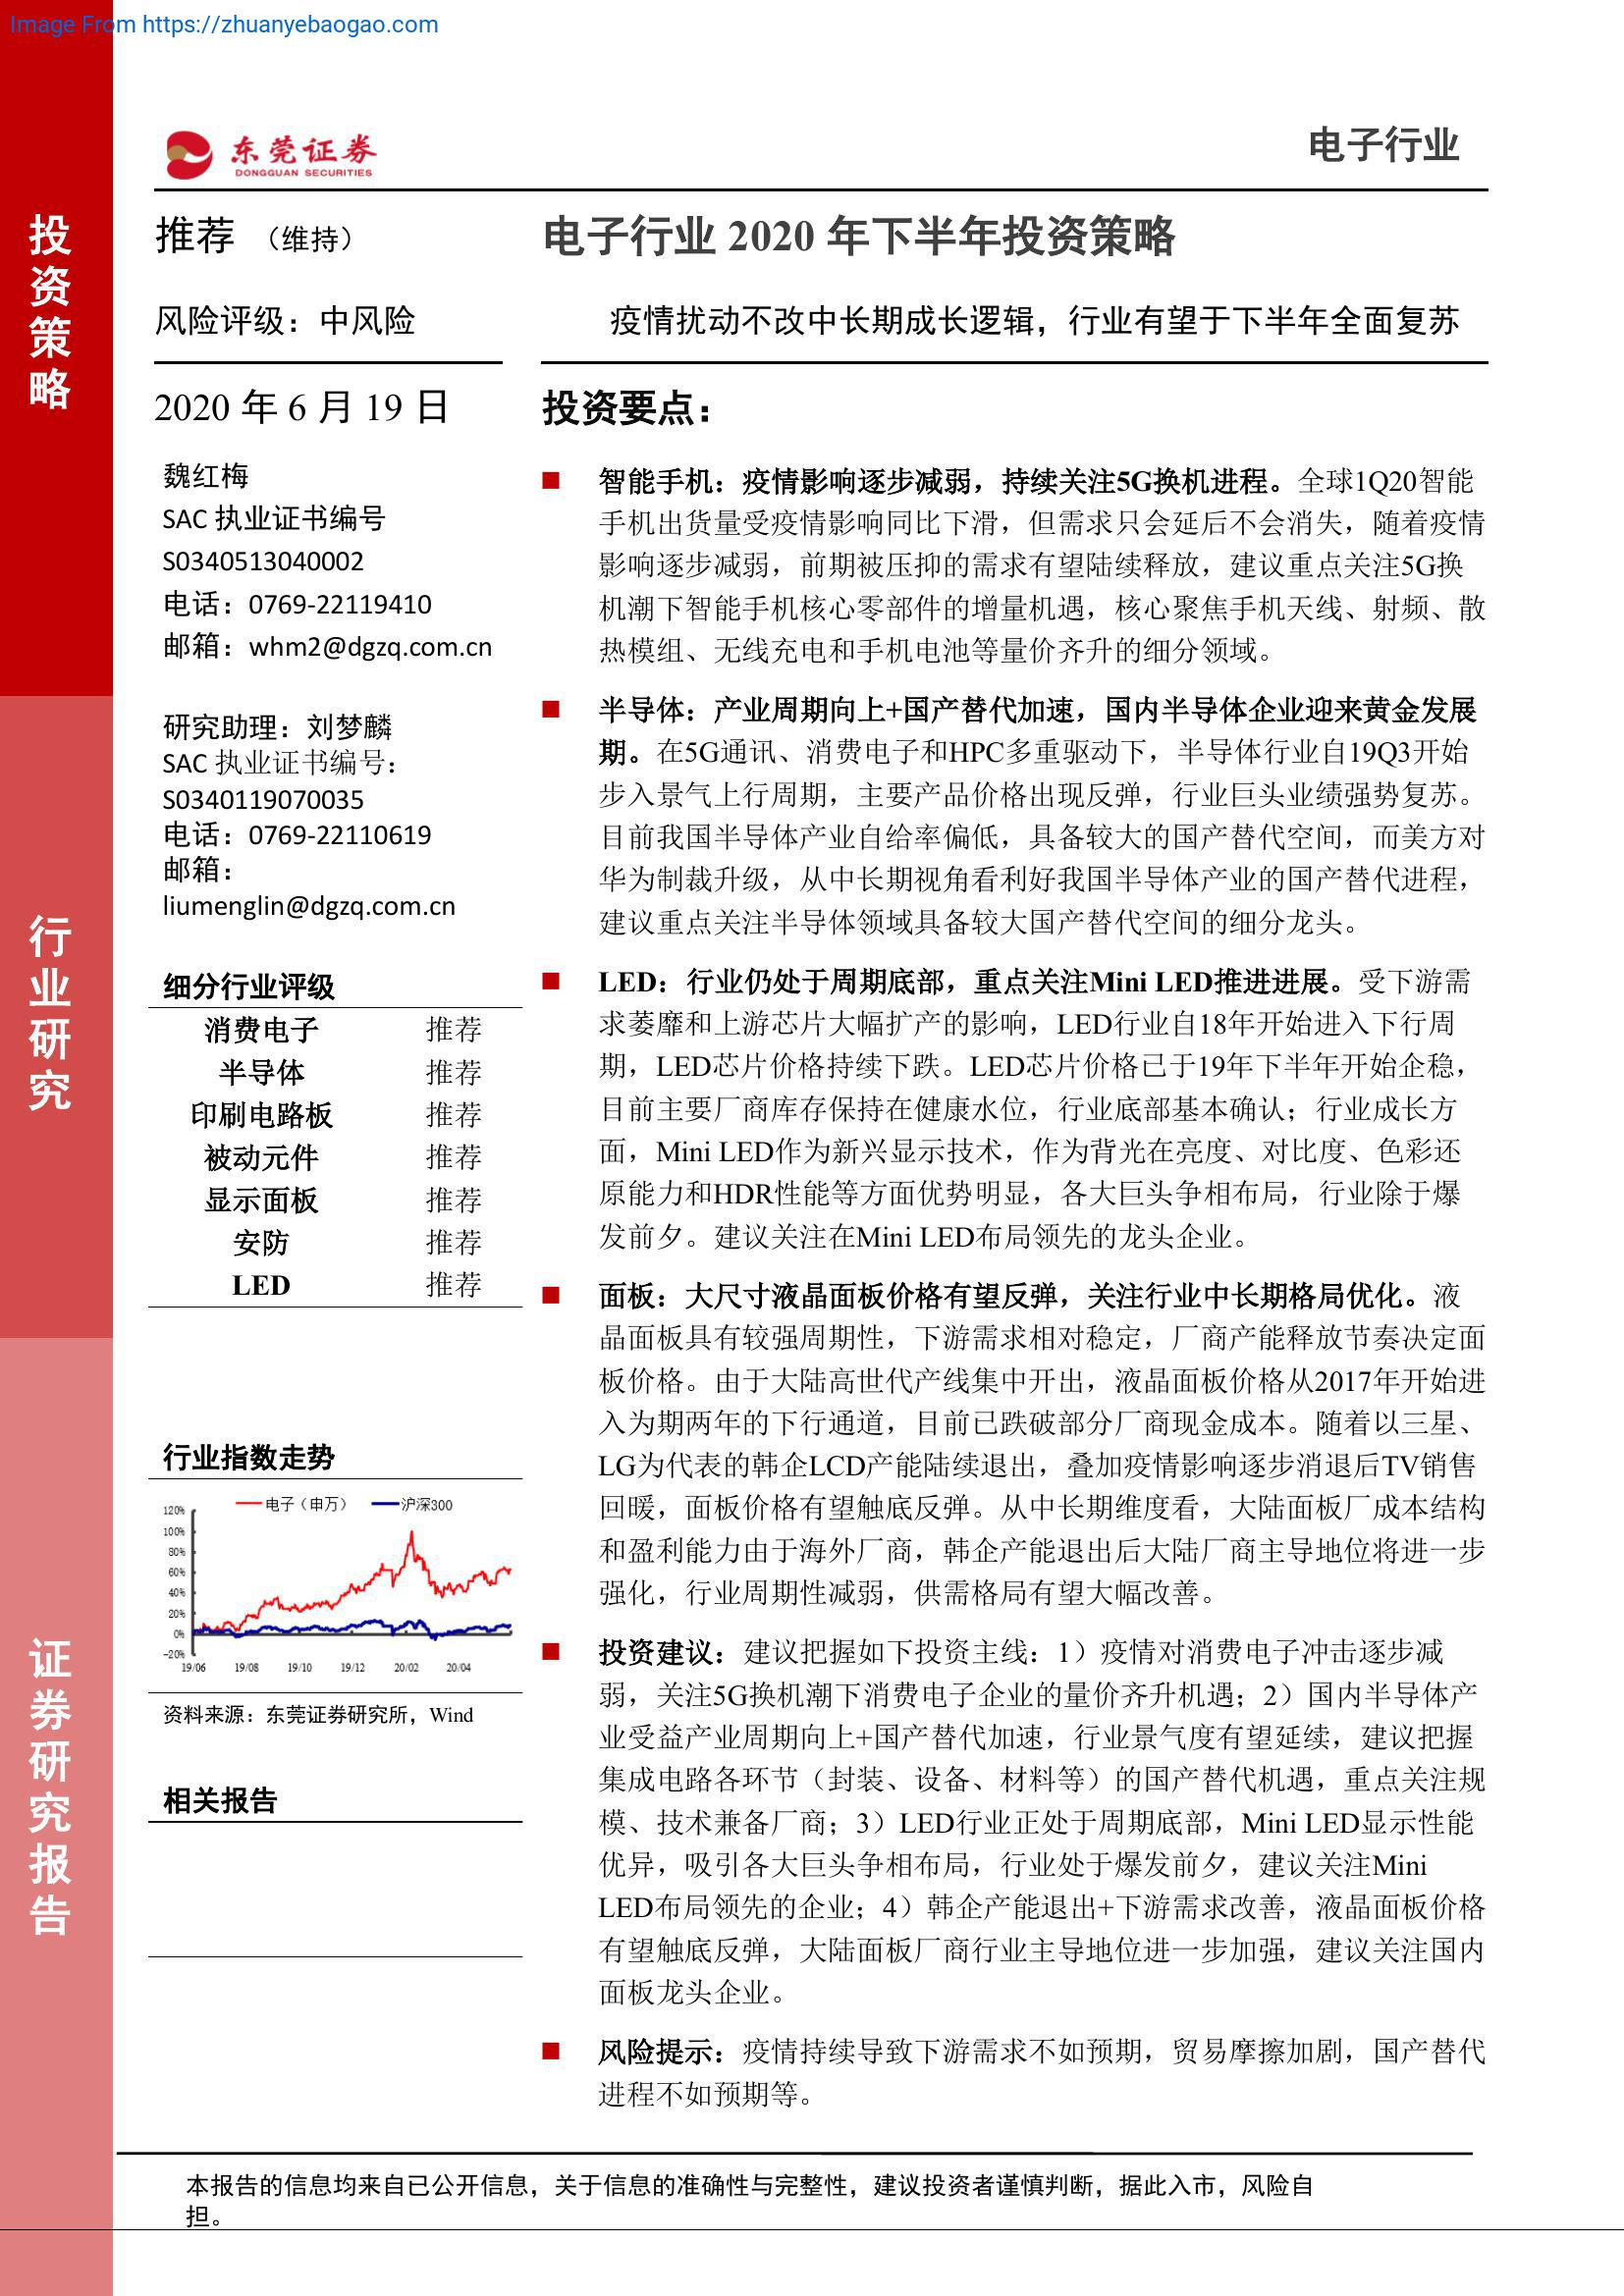 Image From https://zhuanyebaogao.com
投资策略
行业研究
证券研究报告
东莞证券
DONGGUAN SECURITIES
电子行业
推荐 （维持）
风险评级：中风险
2020 年 6 月 19 日
魏红梅
SAC 执业证书编号
S0340513040002
电话：0769-22119410
邮箱：whm2@dgzq.com.cn
研究助理：刘梦麟
SAC 执业证书编号：
S0340119070035
电话：0769-22110619
邮箱：
liumenglin@dgzq.com.cn
细分行业评级
消费电子 推荐
半导体 推荐
印刷电路板 推荐
被动元件 推荐
显示面板 推荐
安防 推荐
LED 推荐
行业指数走势
电子（申万） 沪深300
120%
100%
80%
60%
40%
20%
0%
-20%
19/06 19/08 19/10 19/12 20/02 20/04
资料来源：东莞证券研究所，Wind
相关报告
电子行业 2020 年下半年投资策略
疫情扰动不改中长期成长逻辑，行业有望于下半年全面复苏
投资要点：
■ 智能手机：疫情影响逐步减弱，持续关注5G换机进程。全球1Q20智能
手机出货量受疫情影响同比下滑，但需求只会延后不会消失，随着疫情
影响逐步减弱，前期被压抑的需求有望陆续释放，建议重点关注5G换
机潮下智能手机核心零部件的增量机遇，核心聚焦手机天线、射频、散
热模组、无线充电和手机电池等量价齐升的细分领域。
■ 半导体：产业周期向上+国产替代加速，国内半导体企业迎来黄金发展
期。在5G通讯、消费电子和HPC多重驱动下，半导体行业自19Q3开始
步入景气上行周期，主要产品价格出现反弹，行业巨头业绩强势复苏。
目前我国半导体产业自给率偏低，具备较大的国产替代空间，而美方对
华为制裁升级，从中长期视角看利好我国半导体产业的国产替代进程，
建议重点关注半导体领域具备较大国产替代空间的细分龙头。
■ LED：行业仍处于周期底部，重点关注Mini LED推进进展。受下游需
求萎靡和上游芯片大幅扩产的影响，LED行业自18年开始进入下行周
期，LED芯片价格持续下跌。LED芯片价格已于19年下半年开始企稳，
目前主要厂商库存保持在健康水位，行业底部基本确认；行业成长方
面，Mini LED作为新兴显示技术，作为背光在亮度、对比度、色彩还
原能力和HDR性能等方面优势明显，各大巨头争相布局，行业除于爆
发前夕。建议关注在Mini LED布局领先的龙头企业。
■ 面板：大尺寸液晶面板价格有望反弹，关注行业中长期格局优化。液
晶面板具有较强周期性，下游需求相对稳定，厂商产能释放节奏决定面
板价格。由于大陆高世代产线集中开出，液晶面板价格从2017年开始进
入为期两年的下行通道，目前已跌破部分厂商现金成本。随着以三星、
LG为代表的韩企LCD产能陆续退出，叠加疫情影响逐步消退后TV销售
回暖，面板价格有望触底反弹。从中长期维度看，大陆面板厂成本结构
和盈利能力由于海外厂商，韩企产能退出后大陆厂商主导地位将进一步
强化，行业周期性减弱，供需格局有望大幅改善。
■ 投资建议：建议把握如下投资主线：1）疫情对消费电子冲击逐步减
弱，关注5G换机潮下消费电子企业的量价齐升机遇；2）国内半导体产
业受益产业周期向上+国产替代加速，行业景气度有望延续，建议把握
集成电路各环节（封装、设备、材料等）的国产替代机遇，重点关注规
模、技术兼备厂商；3）LED行业正处于周期底部，Mini LED显示性能
优异，吸引各大巨头争相布局，行业处于爆发前夕，建议关注Mini
LED布局领先的企业；4）韩企产能退出+下游需求改善，液晶面板价格
有望触底反弹，大陆面板厂商行业主导地位进一步加强，建议关注国内
面板龙头企业。
■ 风险提示：疫情持续导致下游需求不如预期，贸易摩擦加剧，国产替代
进程不如预期等。
本报告的信息均来自已公开信息，关于信息的准确性与完整性，建议投资者谨慎判断，据此入市，风险自
担。